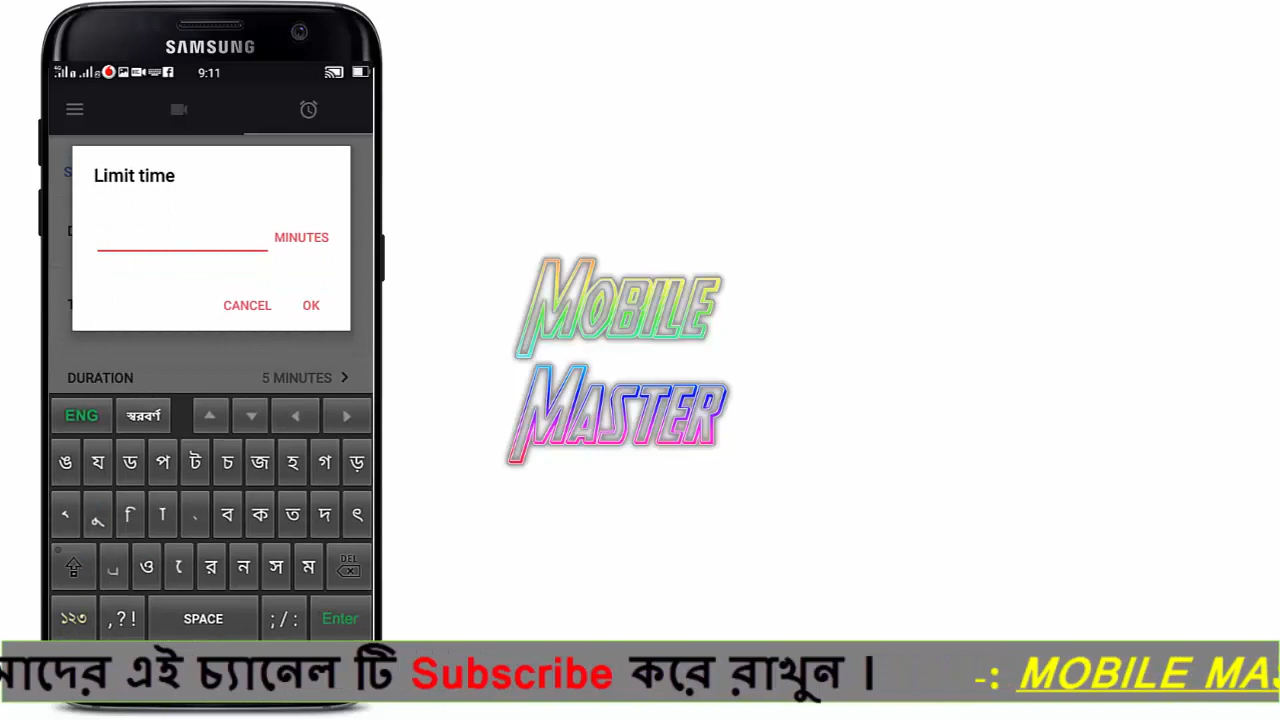 SAMSUNG
9:11
Limit time
MINUTES
CANCEL OK
DURATION 5 MINUTES
ENG স্বরবর্ণ
ঙ য ড প ট চ জ হ গ ড়
ব ক ত দ ৎ
ও র ন স ম DEL
১২৩ ,?! SPACE ;/: Enter
Mobile
Master
এই চ্যানেল টি Subscribe করে রাখুন । -: MOBILE